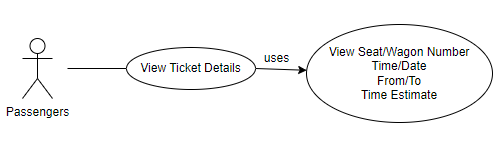 Passengers
View Ticket Details
uses
View Seat/Wagon Number
Time/Date
From/To
Time Estimate